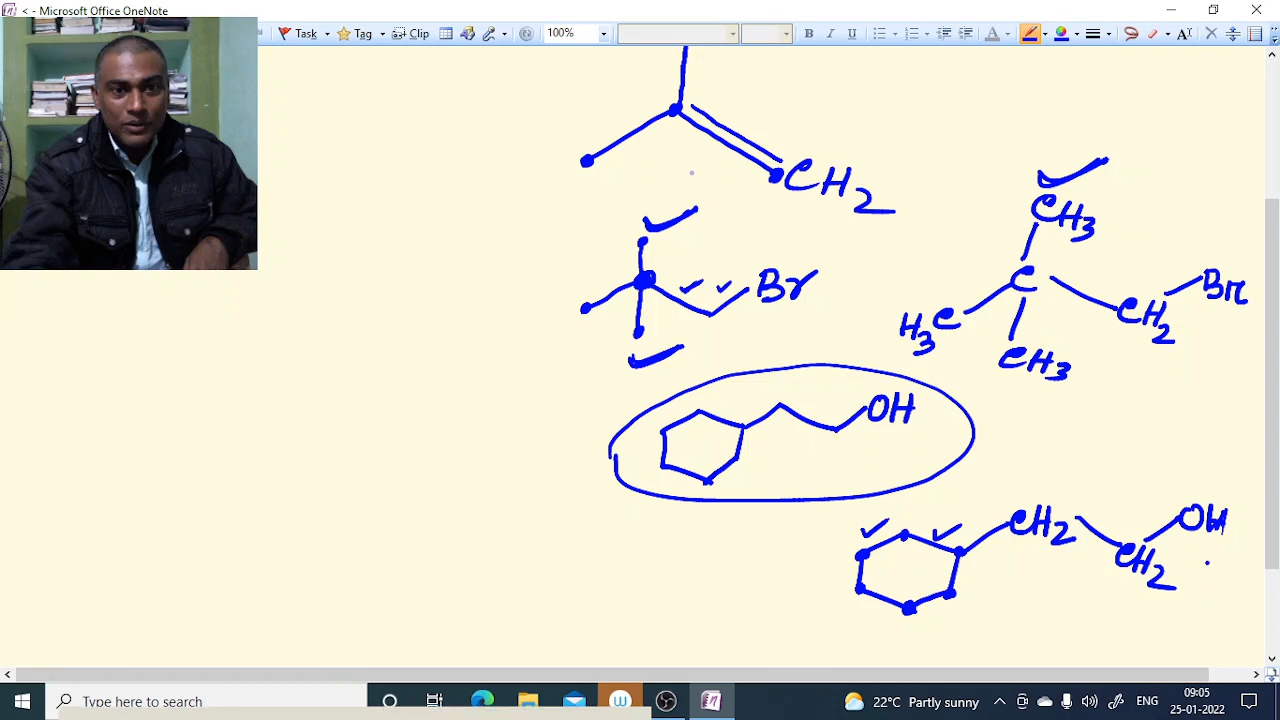 < - Microsoft Office OneNote
Task
Tag
Clip
100%
B I U
CH2
CH3
Br
C
Br
H3C
CH2
CH3
OH
CH2
OH
CH2
Type here to search
22°C Partly sunny
ENG
09:05
25-01-2022